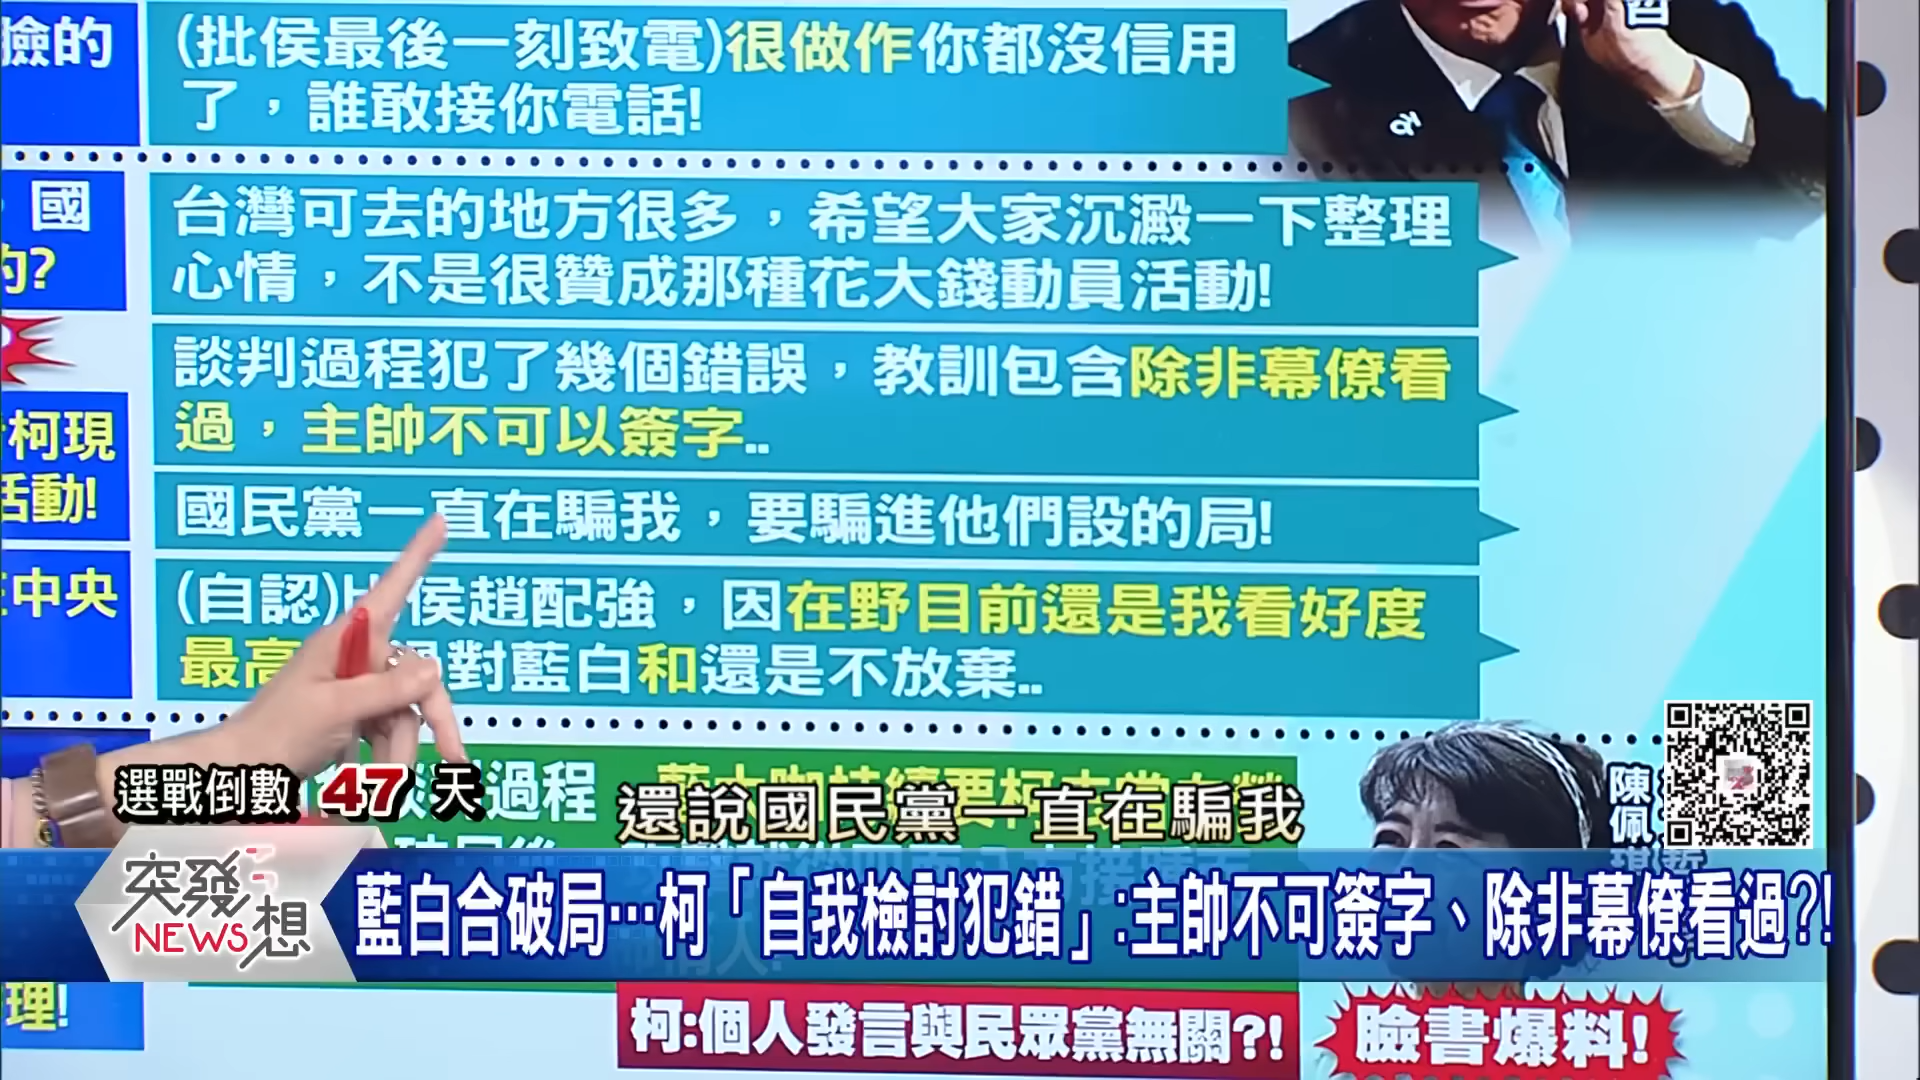 險的
(批侯最後一刻致電)很做作你都沒信用
了，誰敢接你電話!
哲
，國
的?
台灣可去的地方很多，希望大家沉澱一下整理
心情，不是很贊成那種花大錢動員活動!
談判過程犯了幾個錯誤，教訓包含除非幕僚看
過，主帥不可以簽字..
柯現
活動!
國民黨一直在騙我，要騙進他們設的局!
中央
(自認)比侯趙配強，因在野目前還是我看好度
最高 對藍白和還是不放棄..
選戰倒數 47 天
過程
陳佩琪
還說國民黨一直在騙我
突發想
NEWS
藍白合破局…柯「自我檢討犯錯」:主帥不可簽字、除非幕僚看過?!
理!
柯:個人發言與民眾黨無關?!
臉書爆料!